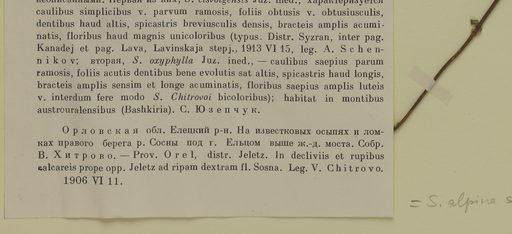 caulibus simplicibus v. parvum ramosis, foliis obtusis v. obtusiusculis,
dentibus haud altis, spicastris breviusculis densis, bracteis amplis acumi-
natis, floribus haud magnis unicoloribus (typus. Distr. Syzran, inter pag.
Kanadej et pag. Lava, Lavinskaja stepj., 1913 VI 15, leg. A. Schen-
nikov; вторая, S. oxyphylla Juz. ined., — caulibus saepius parum
ramosis, foliis acutis dentibus bene evolutis sat altis, spicastris haud longis,
bracteis amplis sensim et longe acuminatis, floribus saepius amplis luteis
v. interdum fere modo S. Chitrovoi bicoloribus); habitat in montibus
austrouralensibus (Bashkiria). С. Юзепчук.
Орловская обл. Елецкий р-н. На известковых осыпях и лом-
ках правого берега р. Сосны под г. Ельцом выше ж.-д. моста. Собр.
В. Хитрово. — Prov. Orel, distr. Jeletz. In declivis et rupibus
calcareis prope opp. Jeletz ad ripam dextram fl. Sosna. Leg. V. Chitrovo.
1906 VI 11.
= S. alpina s